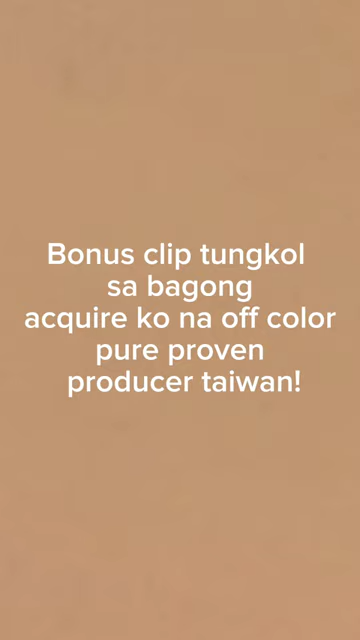 Bonus clip tungkol
sa bagong
acquire ko na off color
pure proven
producer taiwan!